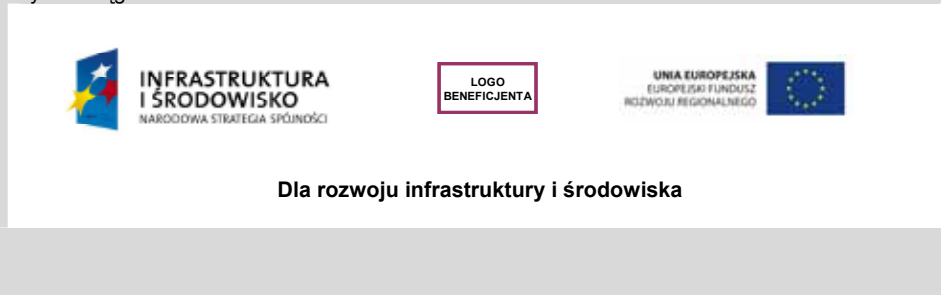 INFRASTRUKTURA
I ŚRODOWISKO
NARODOWA STRATEGIA SPÓJNOŚCI
LOGO
BENEFICJENTA
UNIA EUROPEJSKA
EUROPEJSKI FUNDUSZ
ROZWOJU REGIONALNEGO
Dla rozwoju infrastruktury i środowiska